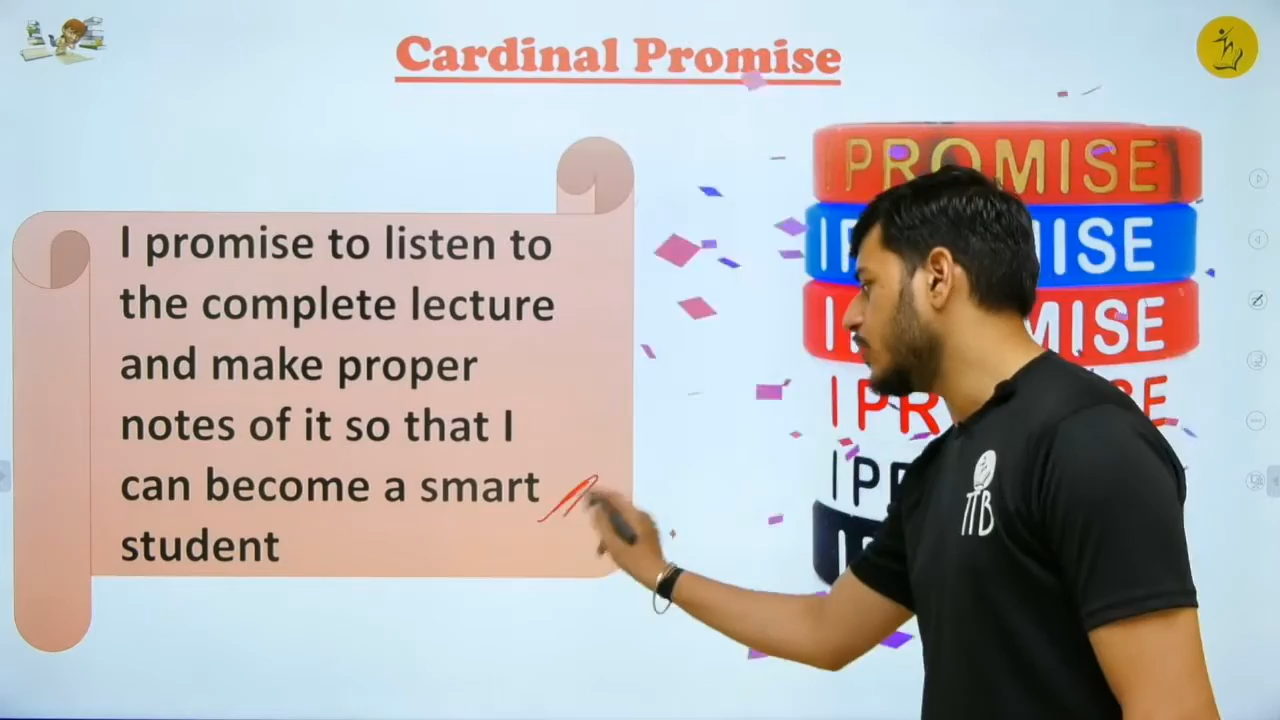 Cardinal Promise
I promise to listen to
the complete lecture
and make proper
notes of it so that I
can become a smart
student
I PROMISE
I
I
I
I